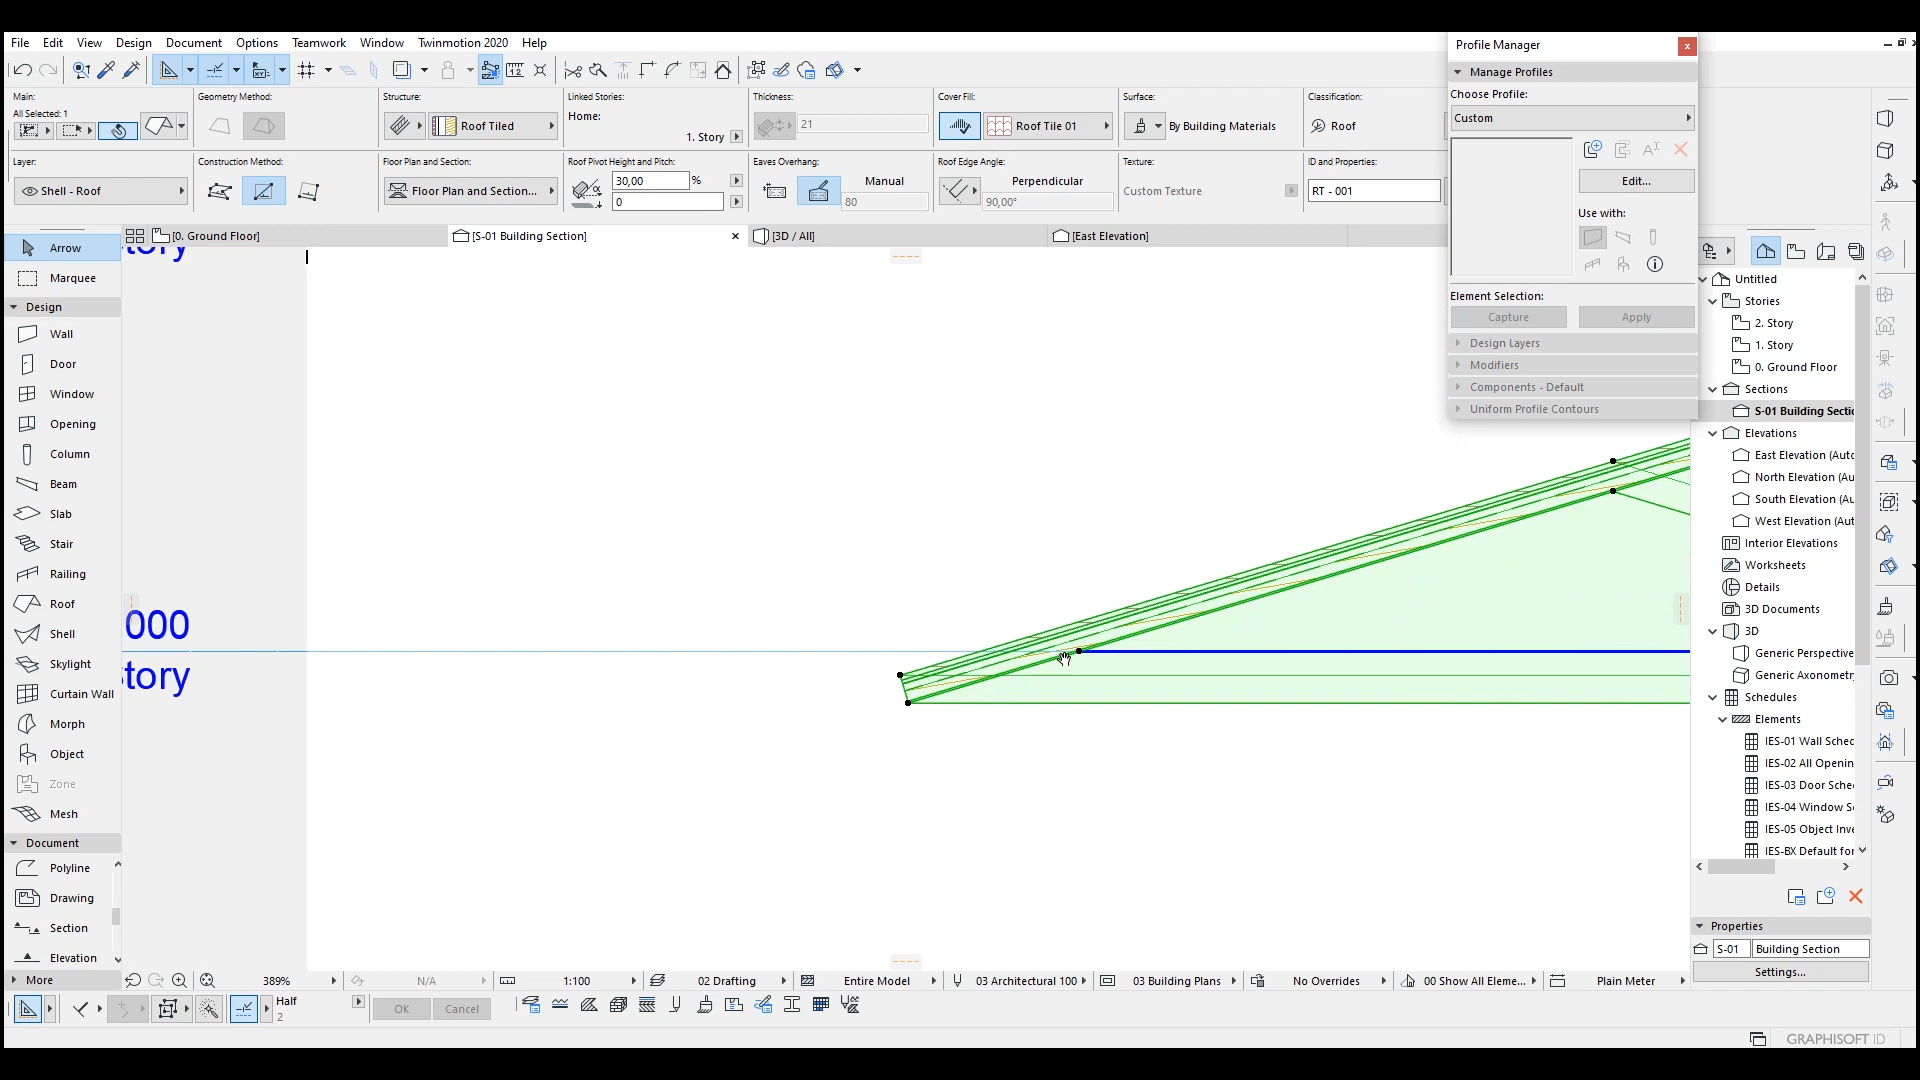 File Edit View Design Document Options Teamwork Window Twinmotion 2020 Help
Profile Manager
Manage Profiles
Choose Profile:
Custom
Edit...
Use with:
Element Selection:
Capture Apply
Design Layers
Modifiers
Components - Default
Uniform Profile Contours
Main:
All Selected: 1
Geometry Method:
Structure:
Roof Tiled
Linked Stories:
Home:
1. Story
Thickness:
21
Cover Fill:
Roof Tile 01
Surface:
By Building Materials
Classification:
Roof
Layer:
Shell - Roof
Construction Method:
Floor Plan and Section:
Floor Plan and Section...
Roof Pivot Height and Pitch:
30,00 %
0
Eaves Overhang:
Manual
80
Roof Edge Angle:
Perpendicular
90,00°
Texture:
Custom Texture
ID and Properties:
RT - 001
[0. Ground Floor] [S-01 Building Section] [3D / All] [East Elevation]
Arrow
Marquee
Design
Wall
Door
Window
Opening
Column
Beam
Slab
Stair
Railing
Roof
Shell
Skylight
Curtain Wall
Morph
Object
Zone
Mesh
Document
Polyline
Drawing
Section
Elevation
More
tory
000
Story
Untitled
Stories
2. Story
1. Story
0. Ground Floor
Sections
S-01 Building Sectio
Elevations
East Elevation (Auto
North Elevation (Au
South Elevation (Au
West Elevation (Aut
Interior Elevations
Worksheets
Details
3D Documents
3D
Generic Perspective
Generic Axonometr
Schedules
Elements
IES-01 Wall Sched
IES-02 All Openin
IES-03 Door Sche
IES-04 Window S
IES-05 Object Inve
IES-BX Default for
Properties
S-01 Building Section
Settings...
389% N/A 1:100 02 Drafting Entire Model 03 Architectural 100 03 Building Plans No Overrides 00 Show All Eleme... Plain Meter
Half
2
OK Cancel
GRAPHISOFT ID